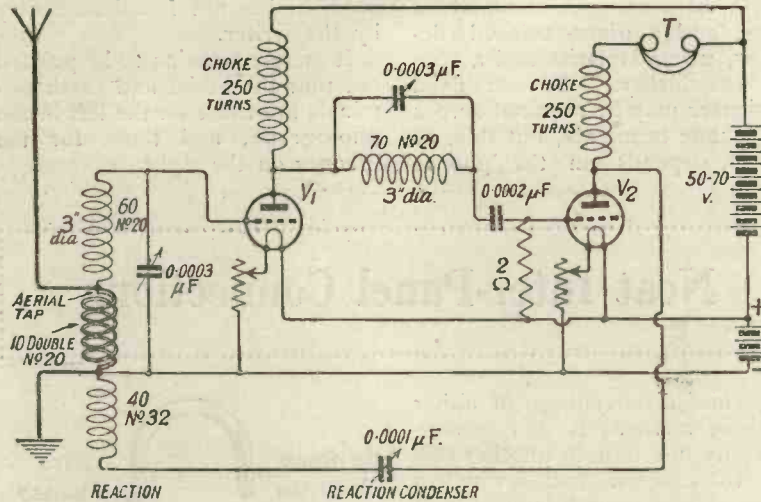 CHOKE
250
TURNS
0·0003 μF.
T
CHOKE
250
TURNS
70 Nº20
3" dia.
V1
0·0002 μF
V2
50-70
V.
60
Nº20
3"
dia
0·0003
μF
2
Ω
AERIAL
TAP
10 DOUBLE
Nº20
+
-
40
Nº32
0·0001 μF.
REACTION
REACTION CONDENSER